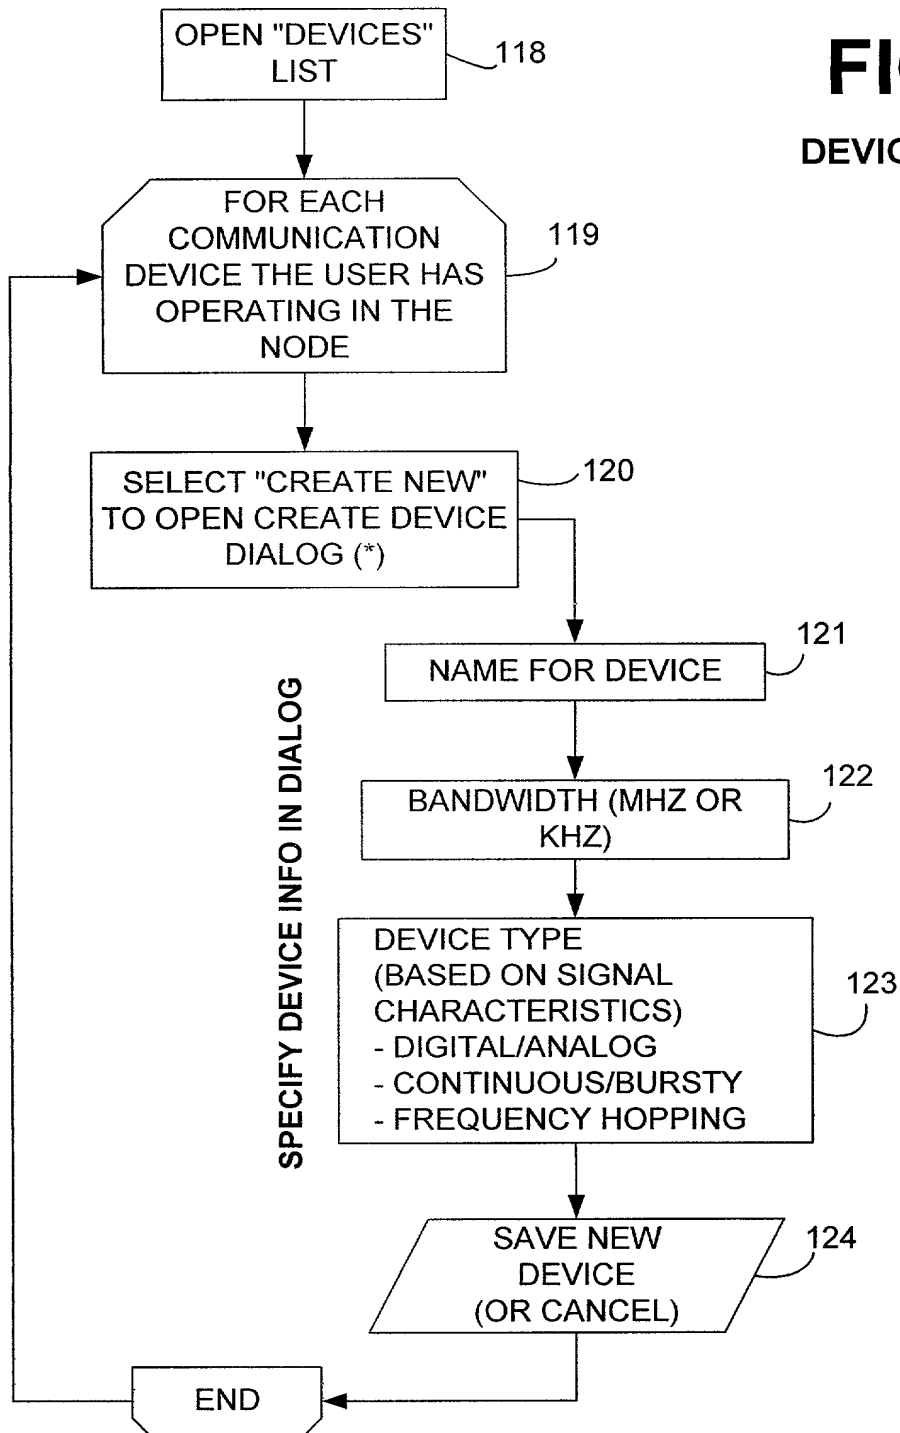 OPEN "DEVICES"
LIST
118
FIG
DEVIC
FOR EACH
COMMUNICATION
DEVICE THE USER HAS
OPERATING IN THE
NODE
119
SELECT "CREATE NEW"
TO OPEN CREATE DEVICE
DIALOG (*)
120
SPECIFY DEVICE INFO IN DIALOG
NAME FOR DEVICE
121
BANDWIDTH (MHZ OR
KHZ)
122
DEVICE TYPE
(BASED ON SIGNAL
CHARACTERISTICS)
- DIGITAL/ANALOG
- CONTINUOUS/BURSTY
- FREQUENCY HOPPING
123
SAVE NEW
DEVICE
(OR CANCEL)
124
END